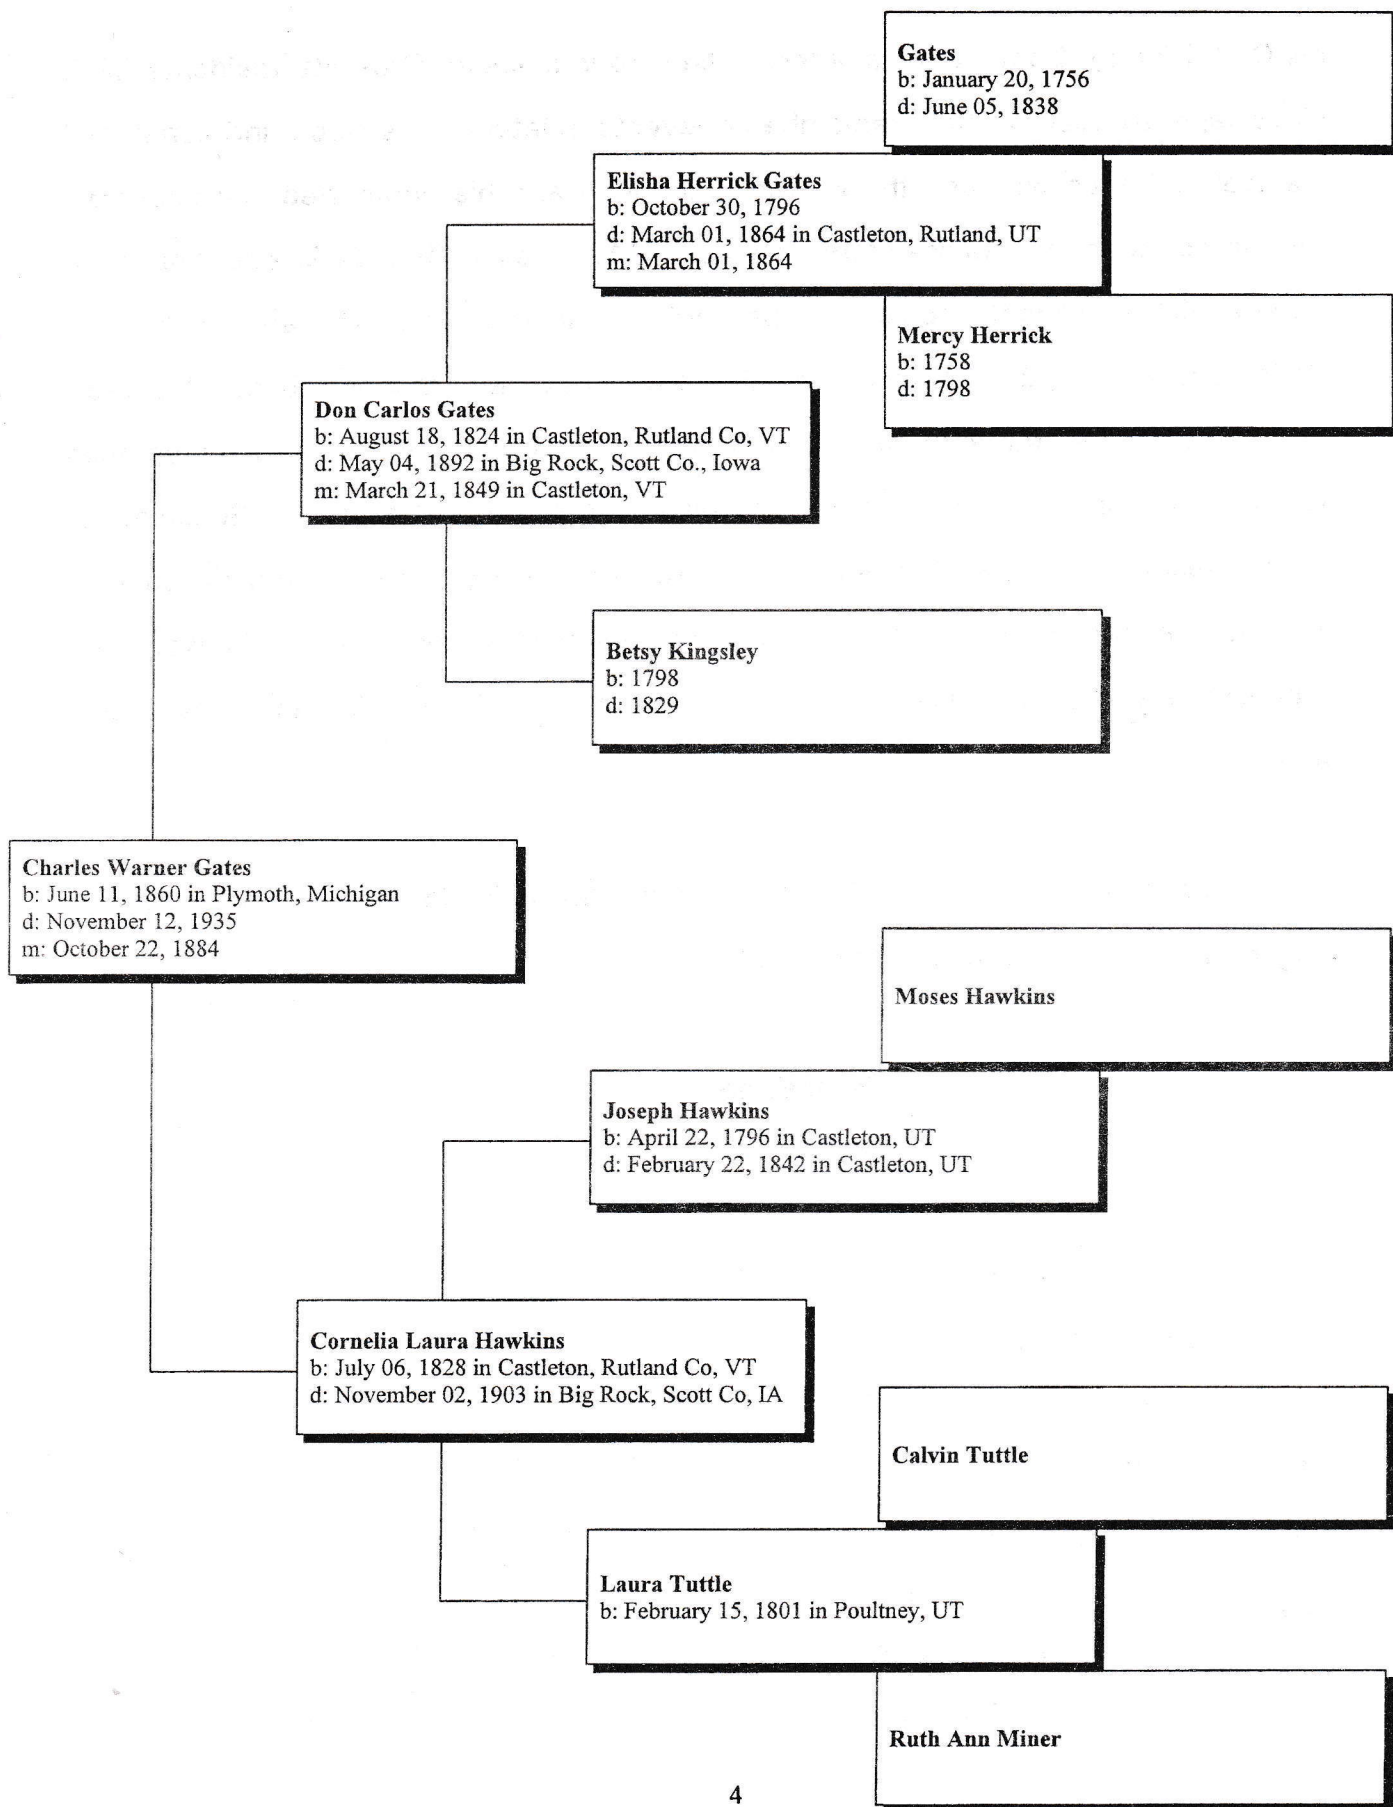 Gates
b: January 20, 1756
d: June 05, 1838
Elisha Herrick Gates
b: October 30, 1796
d: March 01, 1864 in Castleton, Rutland, UT
m: March 01, 1864
Mercy Herrick
b: 1758
d: 1798
Don Carlos Gates
b: August 18, 1824 in Castleton, Rutland Co, VT
d: May 04, 1892 in Big Rock, Scott Co., Iowa
m: March 21, 1849 in Castleton, VT
Betsy Kingsley
b: 1798
d: 1829
Charles Warner Gates
b: June 11, 1860 in Plymoth, Michigan
d: November 12, 1935
m: October 22, 1884
Moses Hawkins
Joseph Hawkins
b: April 22, 1796 in Castleton, UT
d: February 22, 1842 in Castleton, UT
Cornelia Laura Hawkins
b: July 06, 1828 in Castleton, Rutland Co, VT
d: November 02, 1903 in Big Rock, Scott Co, IA
Calvin Tuttle
Laura Tuttle
b: February 15, 1801 in Poultney, UT
Ruth Ann Miner
4